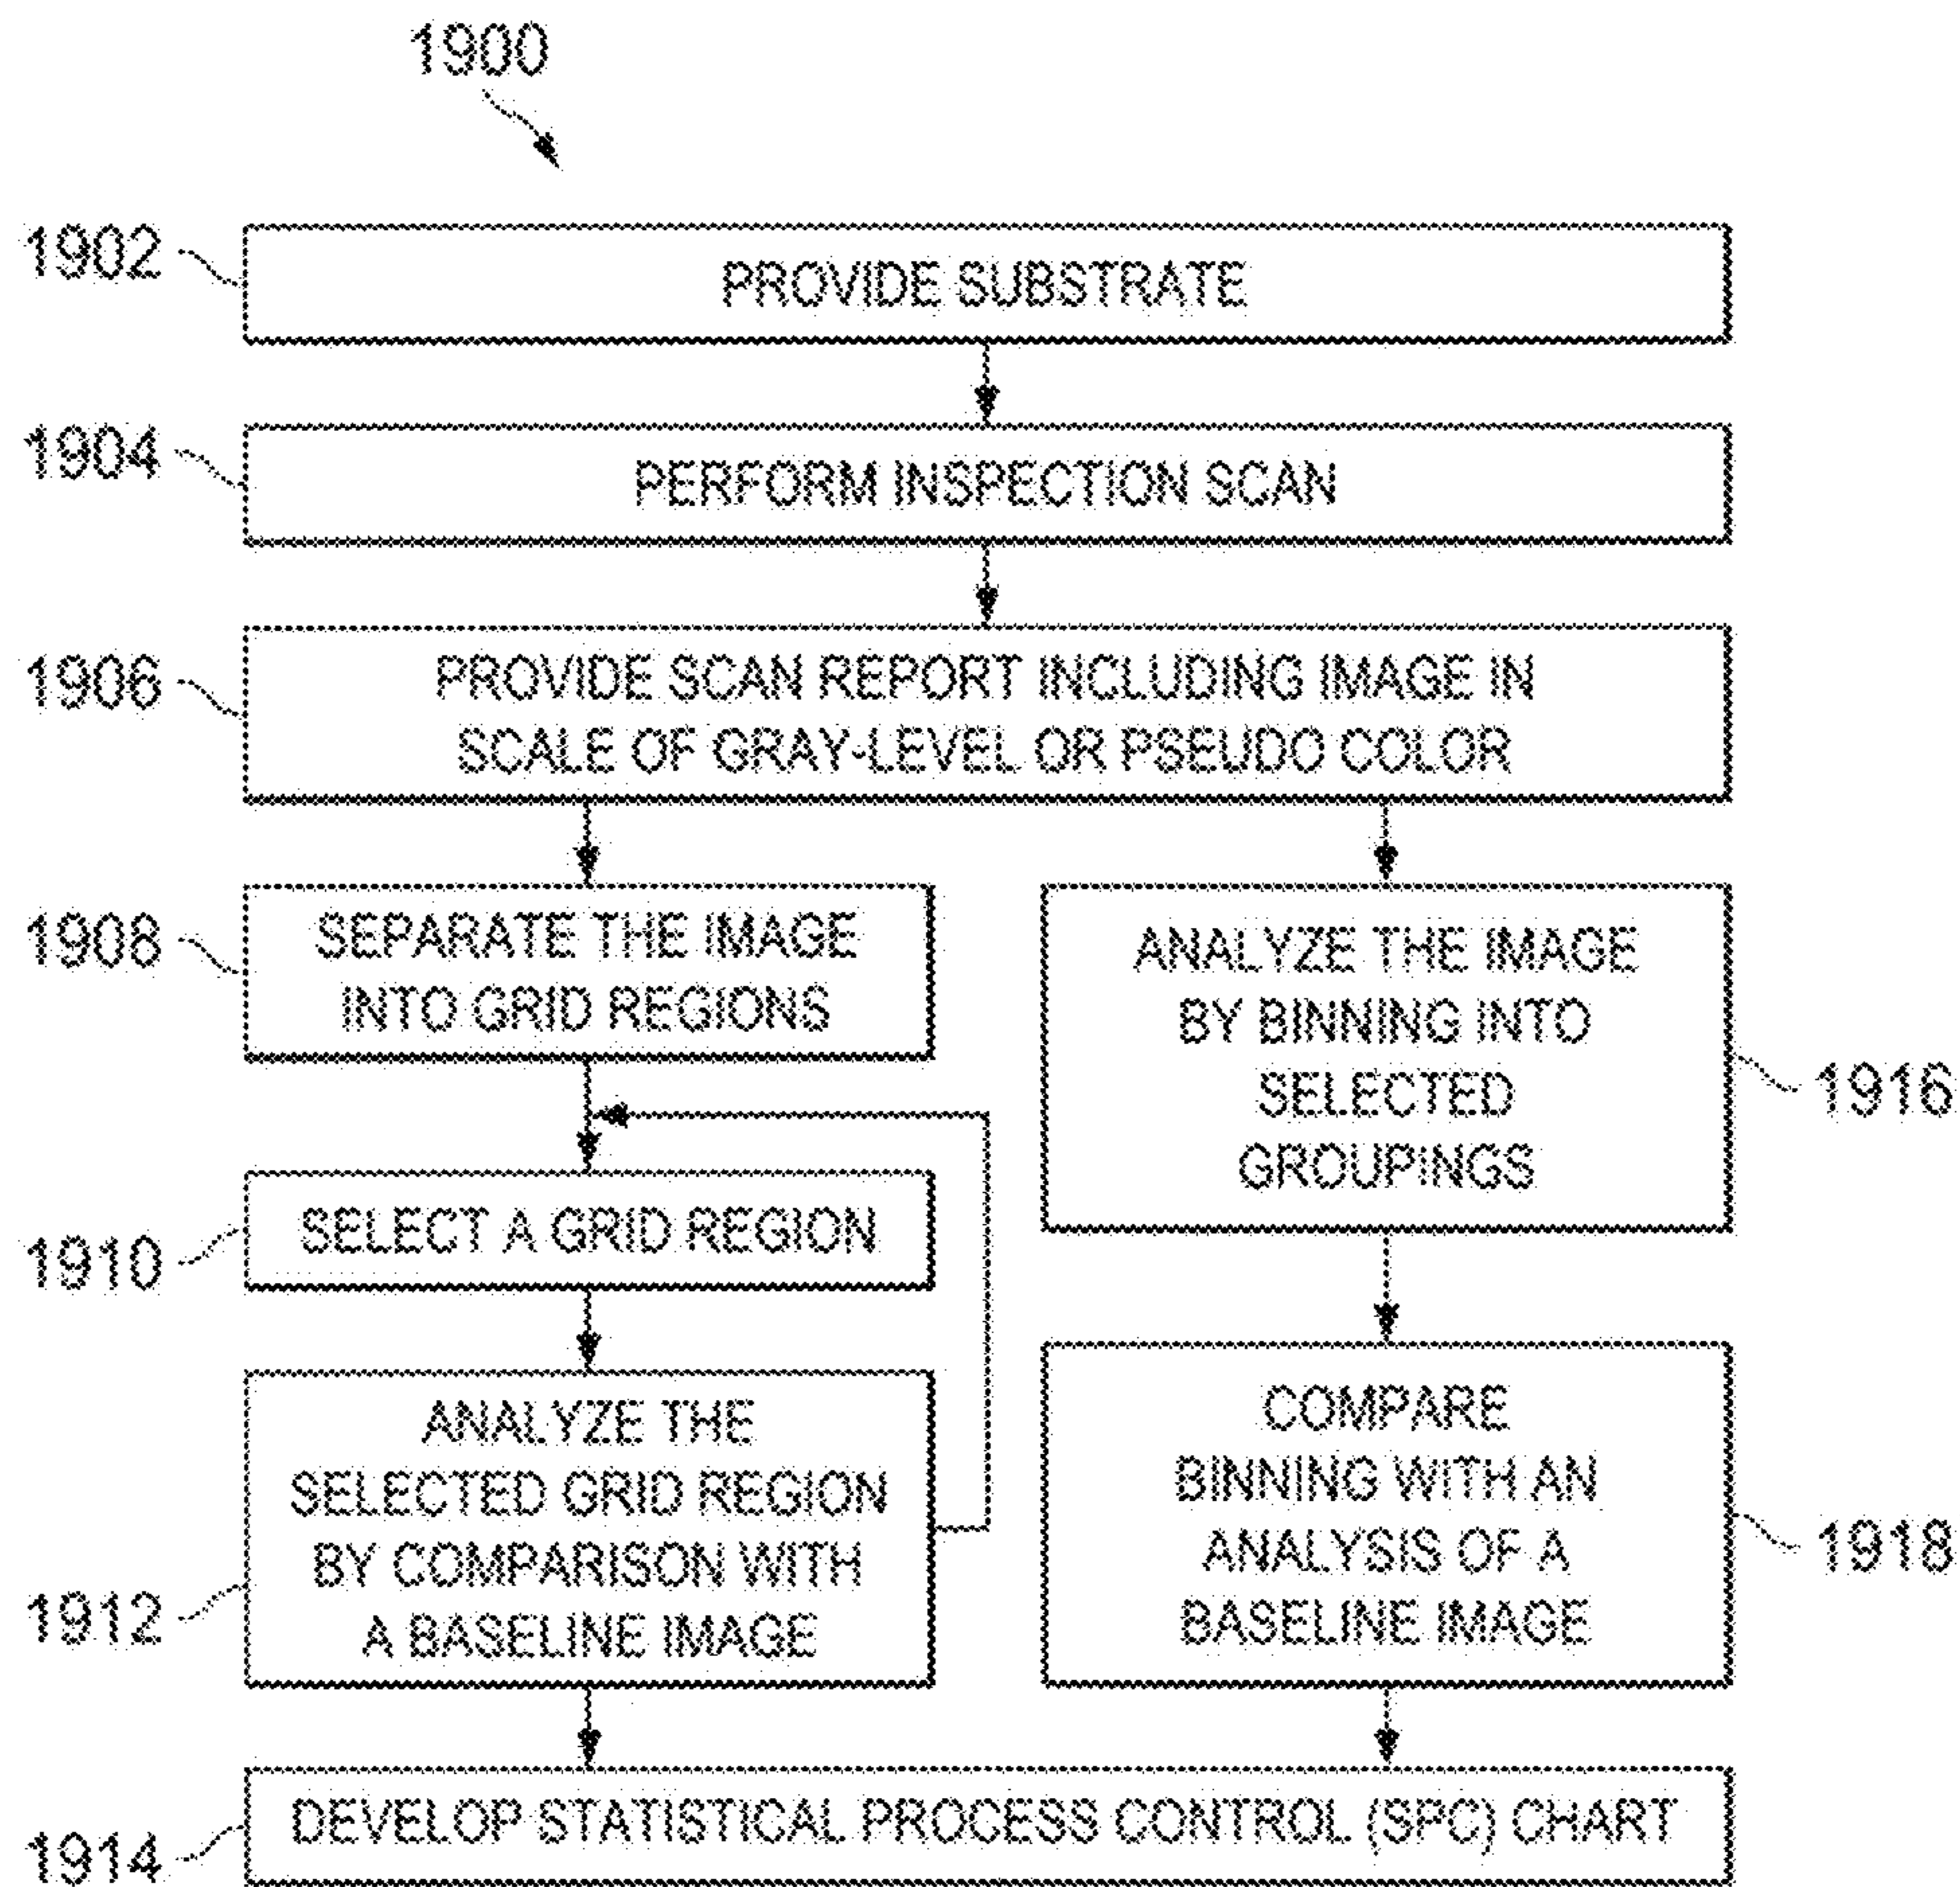 1900
1902
PROVIDE SUBSTRATE
1904
PERFORM INSPECTION SCAN
1906
PROVIDE SCAN REPORT INCLUDING IMAGE IN
SCALE OF GRAY-LEVEL OR PSEUDO COLOR
1908
SEPARATE THE IMAGE
INTO GRID REGIONS
1910
SELECT A GRID REGION
1912
ANALYZE THE
SELECTED GRID REGION
BY COMPARISON WITH
A BASELINE IMAGE
ANALYZE THE IMAGE
BY BINNING INTO
SELECTED
GROUPINGS
1916
COMPARE
BINNING WITH AN
ANALYSIS OF A
BASELINE IMAGE
1918
1914
DEVELOP STATISTICAL PROCESS CONTROL (SPC) CHART